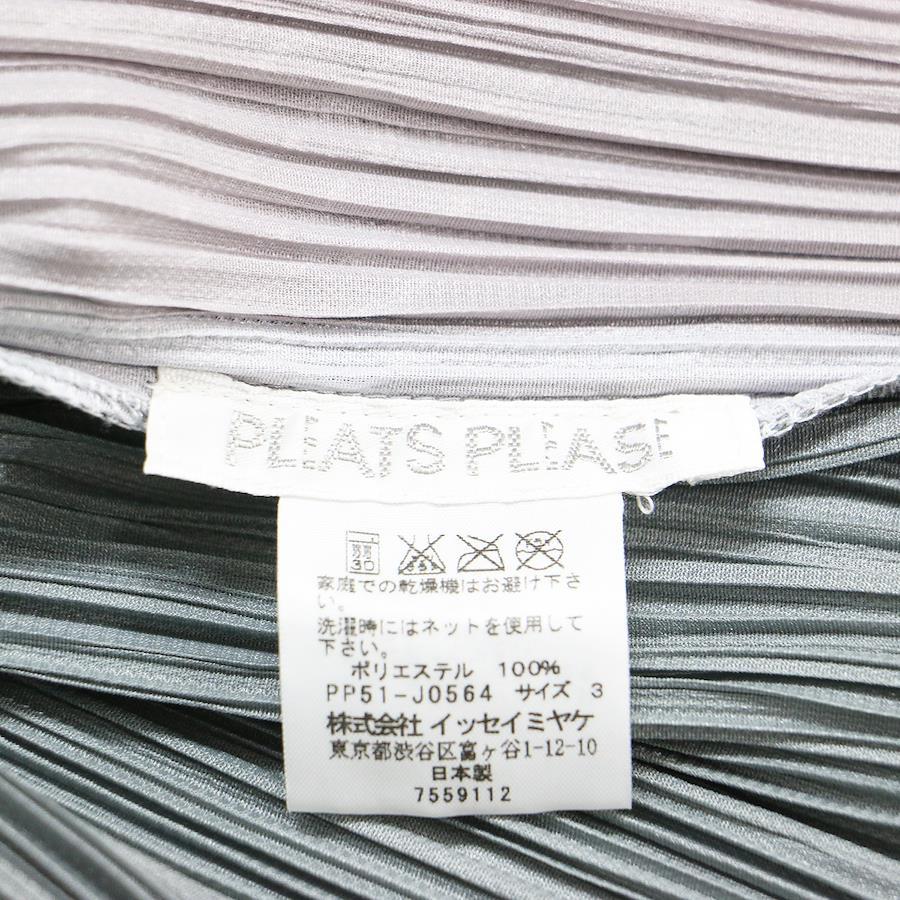 PLEATS PLEASE
30
家庭での乾燥機はお避け下さ
い。
洗濯時にはネットを使用して
下さい。
ポリエステル 100%
PP51-J0564 サイズ 3
株式会社 イッセイミヤケ
東京都渋谷区富ヶ谷1-12-10
日本製
7559112